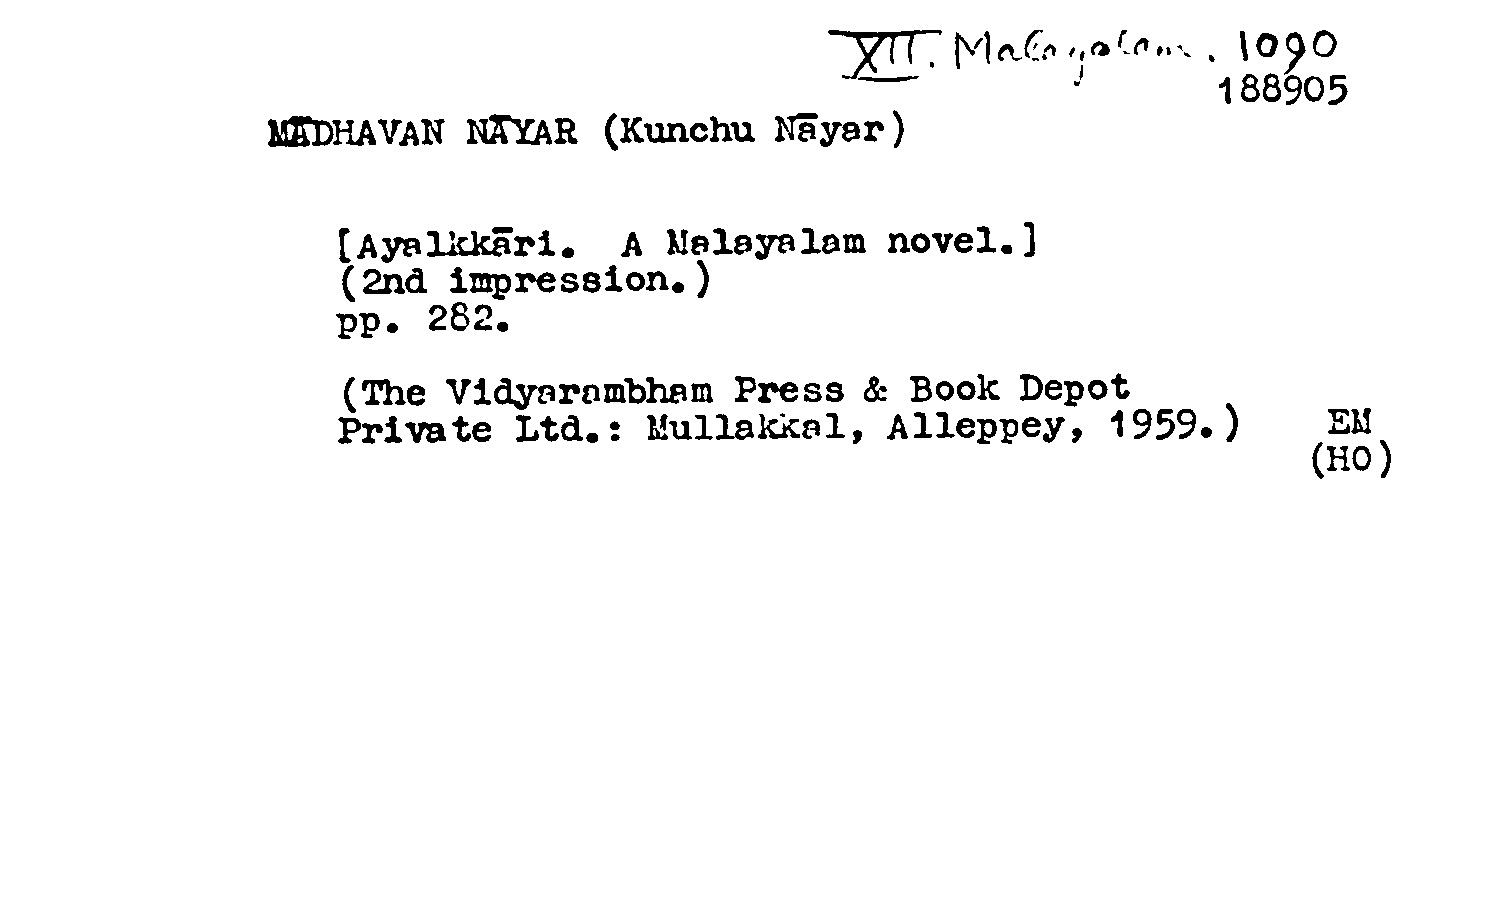 XII. Malayalam. 1090
188905
MĀDHAVAN NĀYAR (Kunchu Nāyar)
[Ayalkkāri. A Malayalam novel.]
(2nd impression.)
pp. 282.
(The Vidyarambham Press & Book Depot
Private Ltd.: Mullakkal, Alleppey, 1959.) EM
(HO)